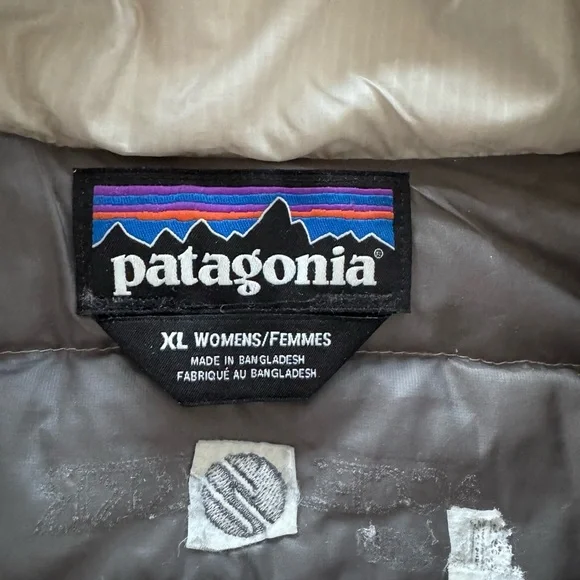 patagonia®
XL WOMENS/FEMMES
MADE IN BANGLADESH
FABRIQUÉ AU BANGLADESH